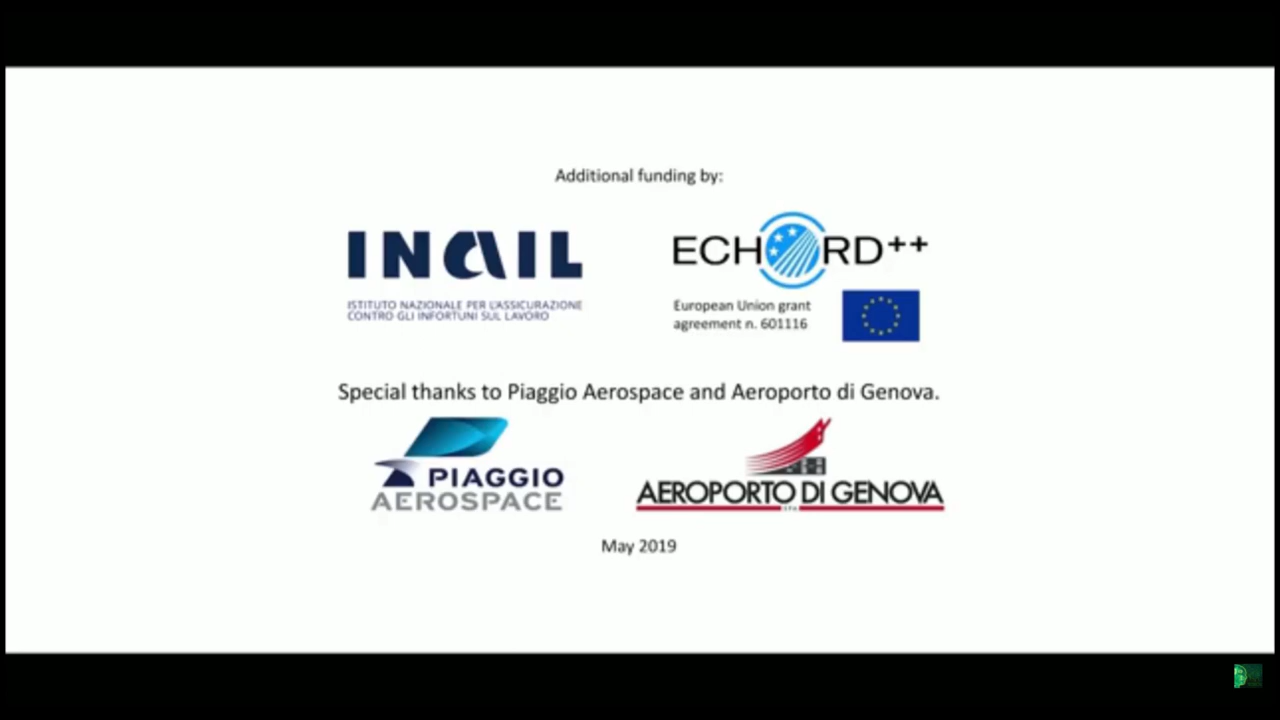 Additional funding by:
INAIL
ISTITUTO NAZIONALE PER L'ASSICURAZIONE
CONTRO GLI INFORTUNI SUL LAVORO
ECHORD++
European Union grant
agreement n. 601116
Special thanks to Piaggio Aerospace and Aeroporto di Genova.
PIAGGIO
AEROSPACE
AEROPORTO DI GENOVA
May 2019